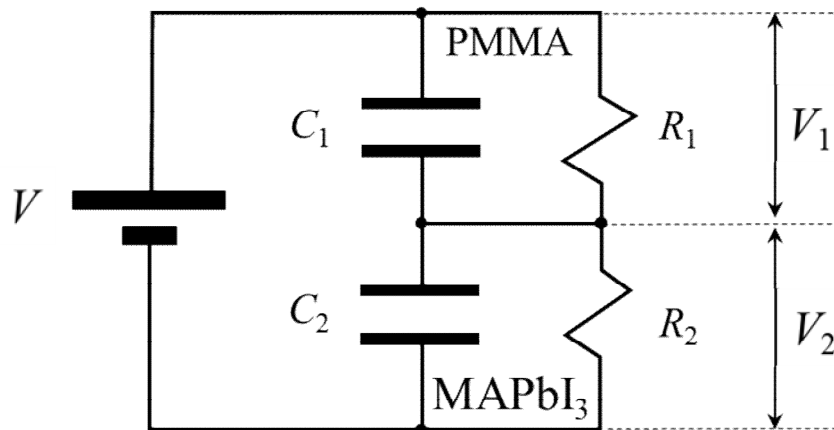 PMMA
C₁
R₁
V₁
V
C₂
R₂
V₂
MAPbI₃